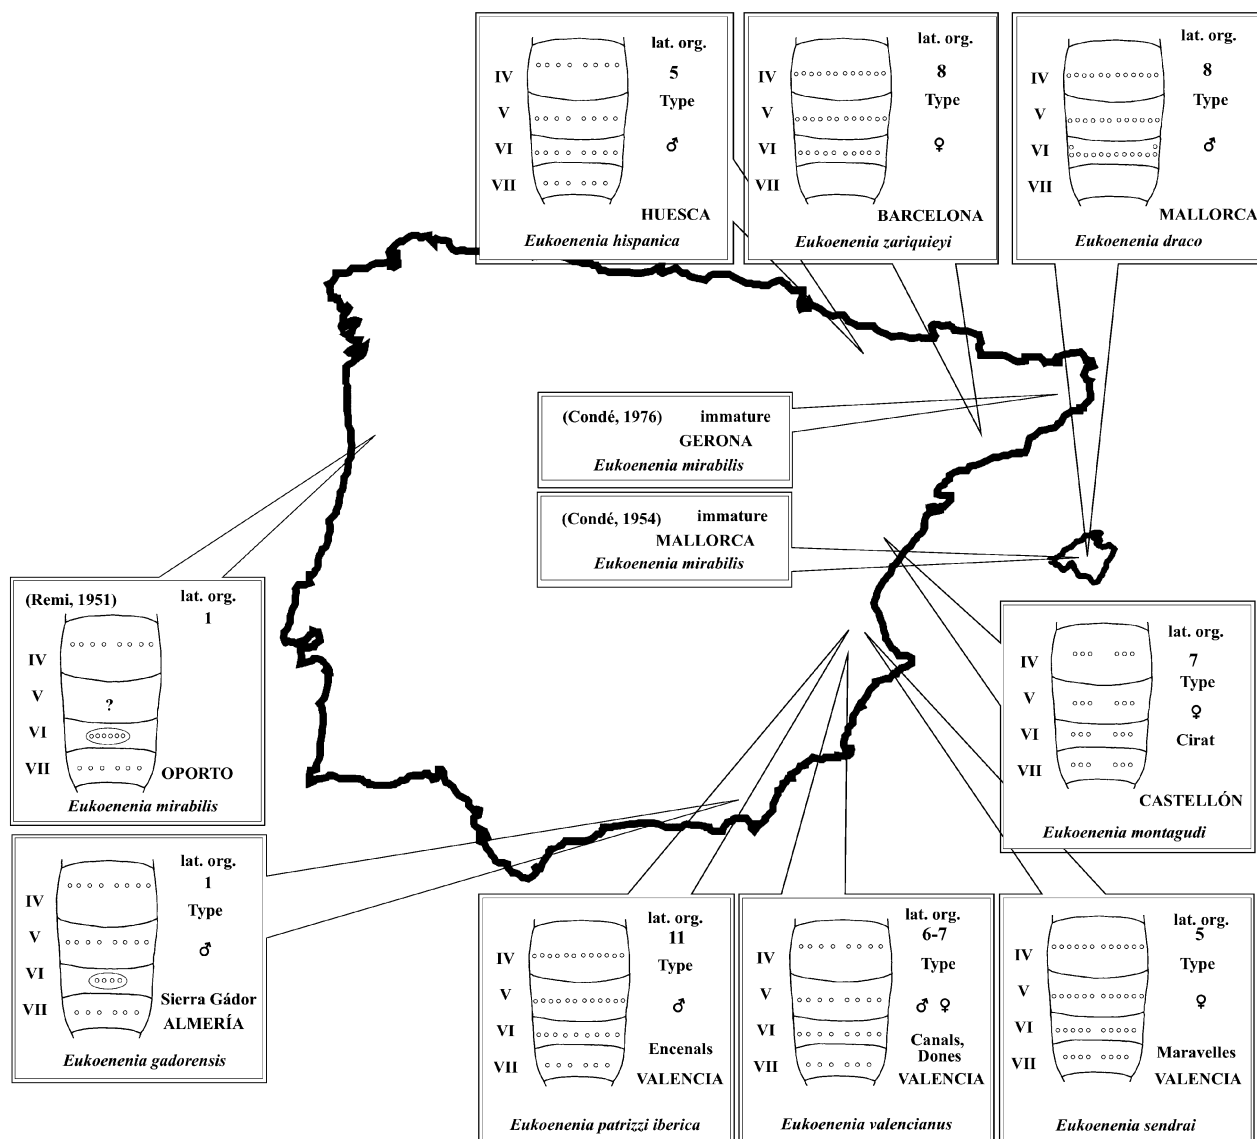 lat. org.
5
Type
♂
IV
V
VI
VII
HUESCA
Eukoenenia hispanica
lat. org.
8
Type
♀
IV
V
VI
VII
BARCELONA
Eukoenenia zariquieyi
lat. org.
8
Type
♂
IV
V
VI
VII
MALLORCA
Eukoenenia draco
(Condé, 1976) immature
GERONA
Eukoenenia mirabilis
(Condé, 1954) immature
MALLORCA
Eukoenenia mirabilis
(Remi, 1951)
lat. org.
1
IV
V
?
VI
VII
OPORTO
Eukoenenia mirabilis
lat. org.
7
Type
♀
Cirat
IV
V
VI
VII
CASTELLÓN
Eukoenenia montagudi
lat. org.
1
Type
♂
IV
V
VI
VII
Sierra Gádor
ALMERÍA
Eukoenenia gadorensis
lat. org.
11
Type
♂
IV
V
VI
VII
Encenals
VALENCIA
Eukoenenia patrizzi iberica
lat. org.
6-7
Type
♂ ♀
IV
V
VI
VII
Canals,
Dones
VALENCIA
Eukoenenia valencianus
lat. org.
5
Type
♀
IV
V
VI
VII
Maravelles
VALENCIA
Eukoenenia sendrai